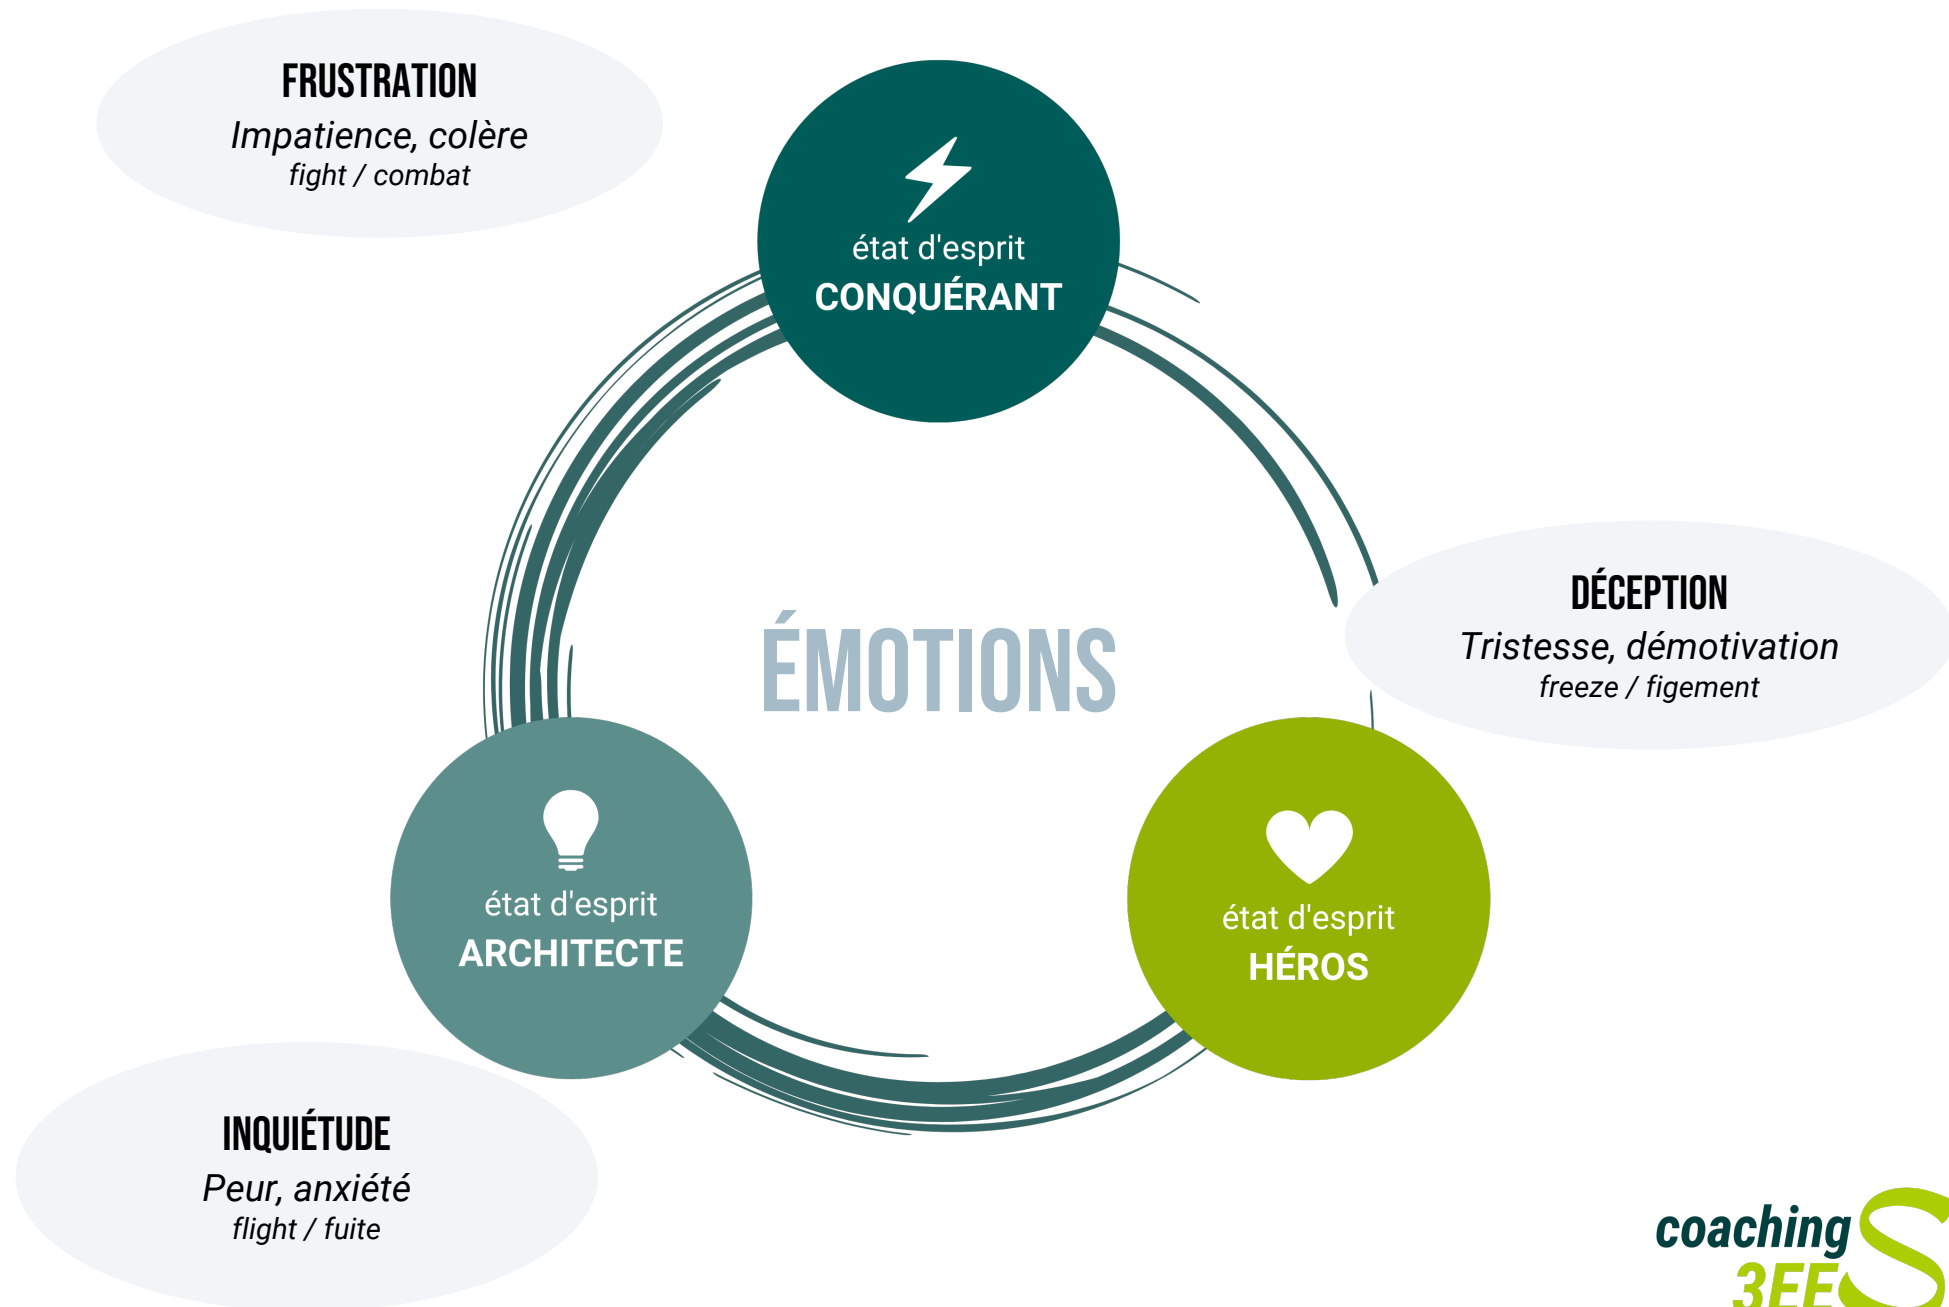 FRUSTRATION
Impatience, colère
fight / combat
état d'esprit
CONQUÉRANT
ÉMOTIONS
DÉCEPTION
Tristesse, démotivation
freeze / figement
état d'esprit
ARCHITECTE
état d'esprit
HÉROS
INQUIÉTUDE
Peur, anxiété
flight / fuite
coaching
3EES